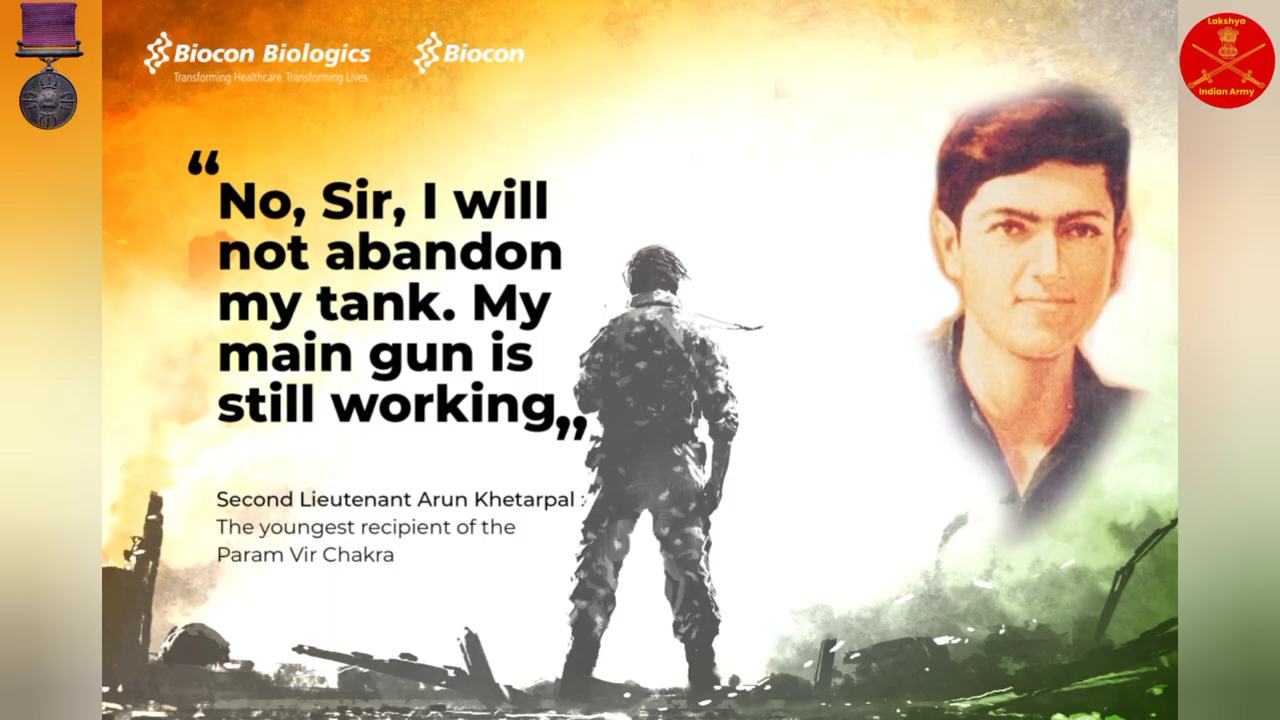 Biocon Biologics
Transforming Healthcare. Transforming Lives.
Biocon
Lakshya
Indian Army
“No, Sir, I will
not abandon
my tank. My
main gun is
still working„
Second Lieutenant Arun Khetarpal :
The youngest recipient of the
Param Vir Chakra